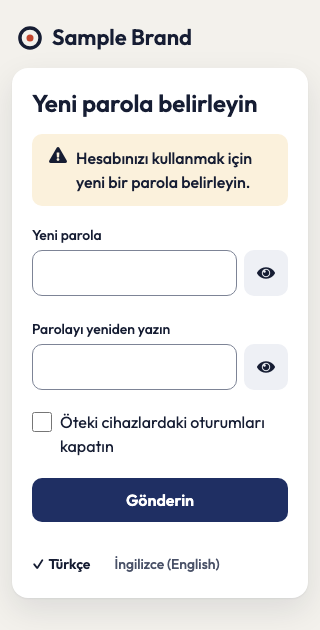 Sample Brand
Yeni parola belirleyin
Hesabınızı kullanmak için
yeni bir parola belirleyin.
Yeni parola
Parolayı yeniden yazın
Öteki cihazlardaki oturumları
kapatın
Gönderin
Türkçe
İngilizce (English)